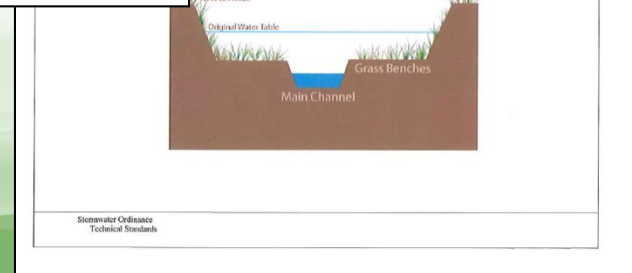 Original Water Table
Grass Benches
Main Channel
Stormwater Ordinance
Technical Standards